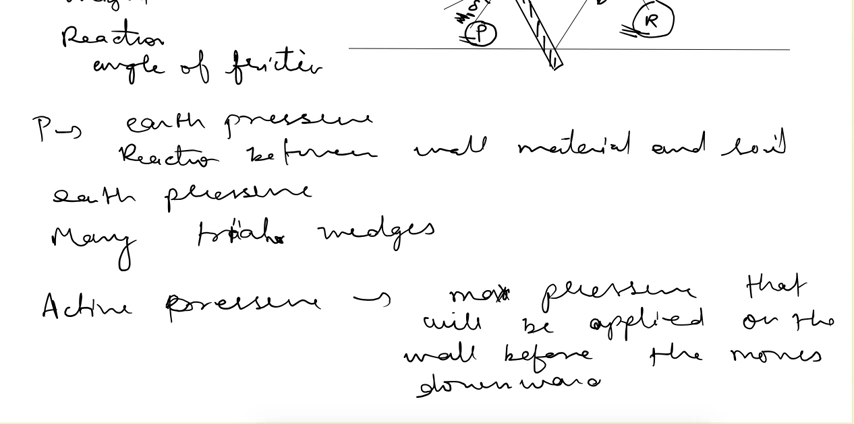 Reaction
angle of friction
P
R
P → earth pressure
Reaction between wall material and soil
earth pressure
Many trial wedges
Active pressure → max pressure that
will be applied on the
wall before the moves
downward